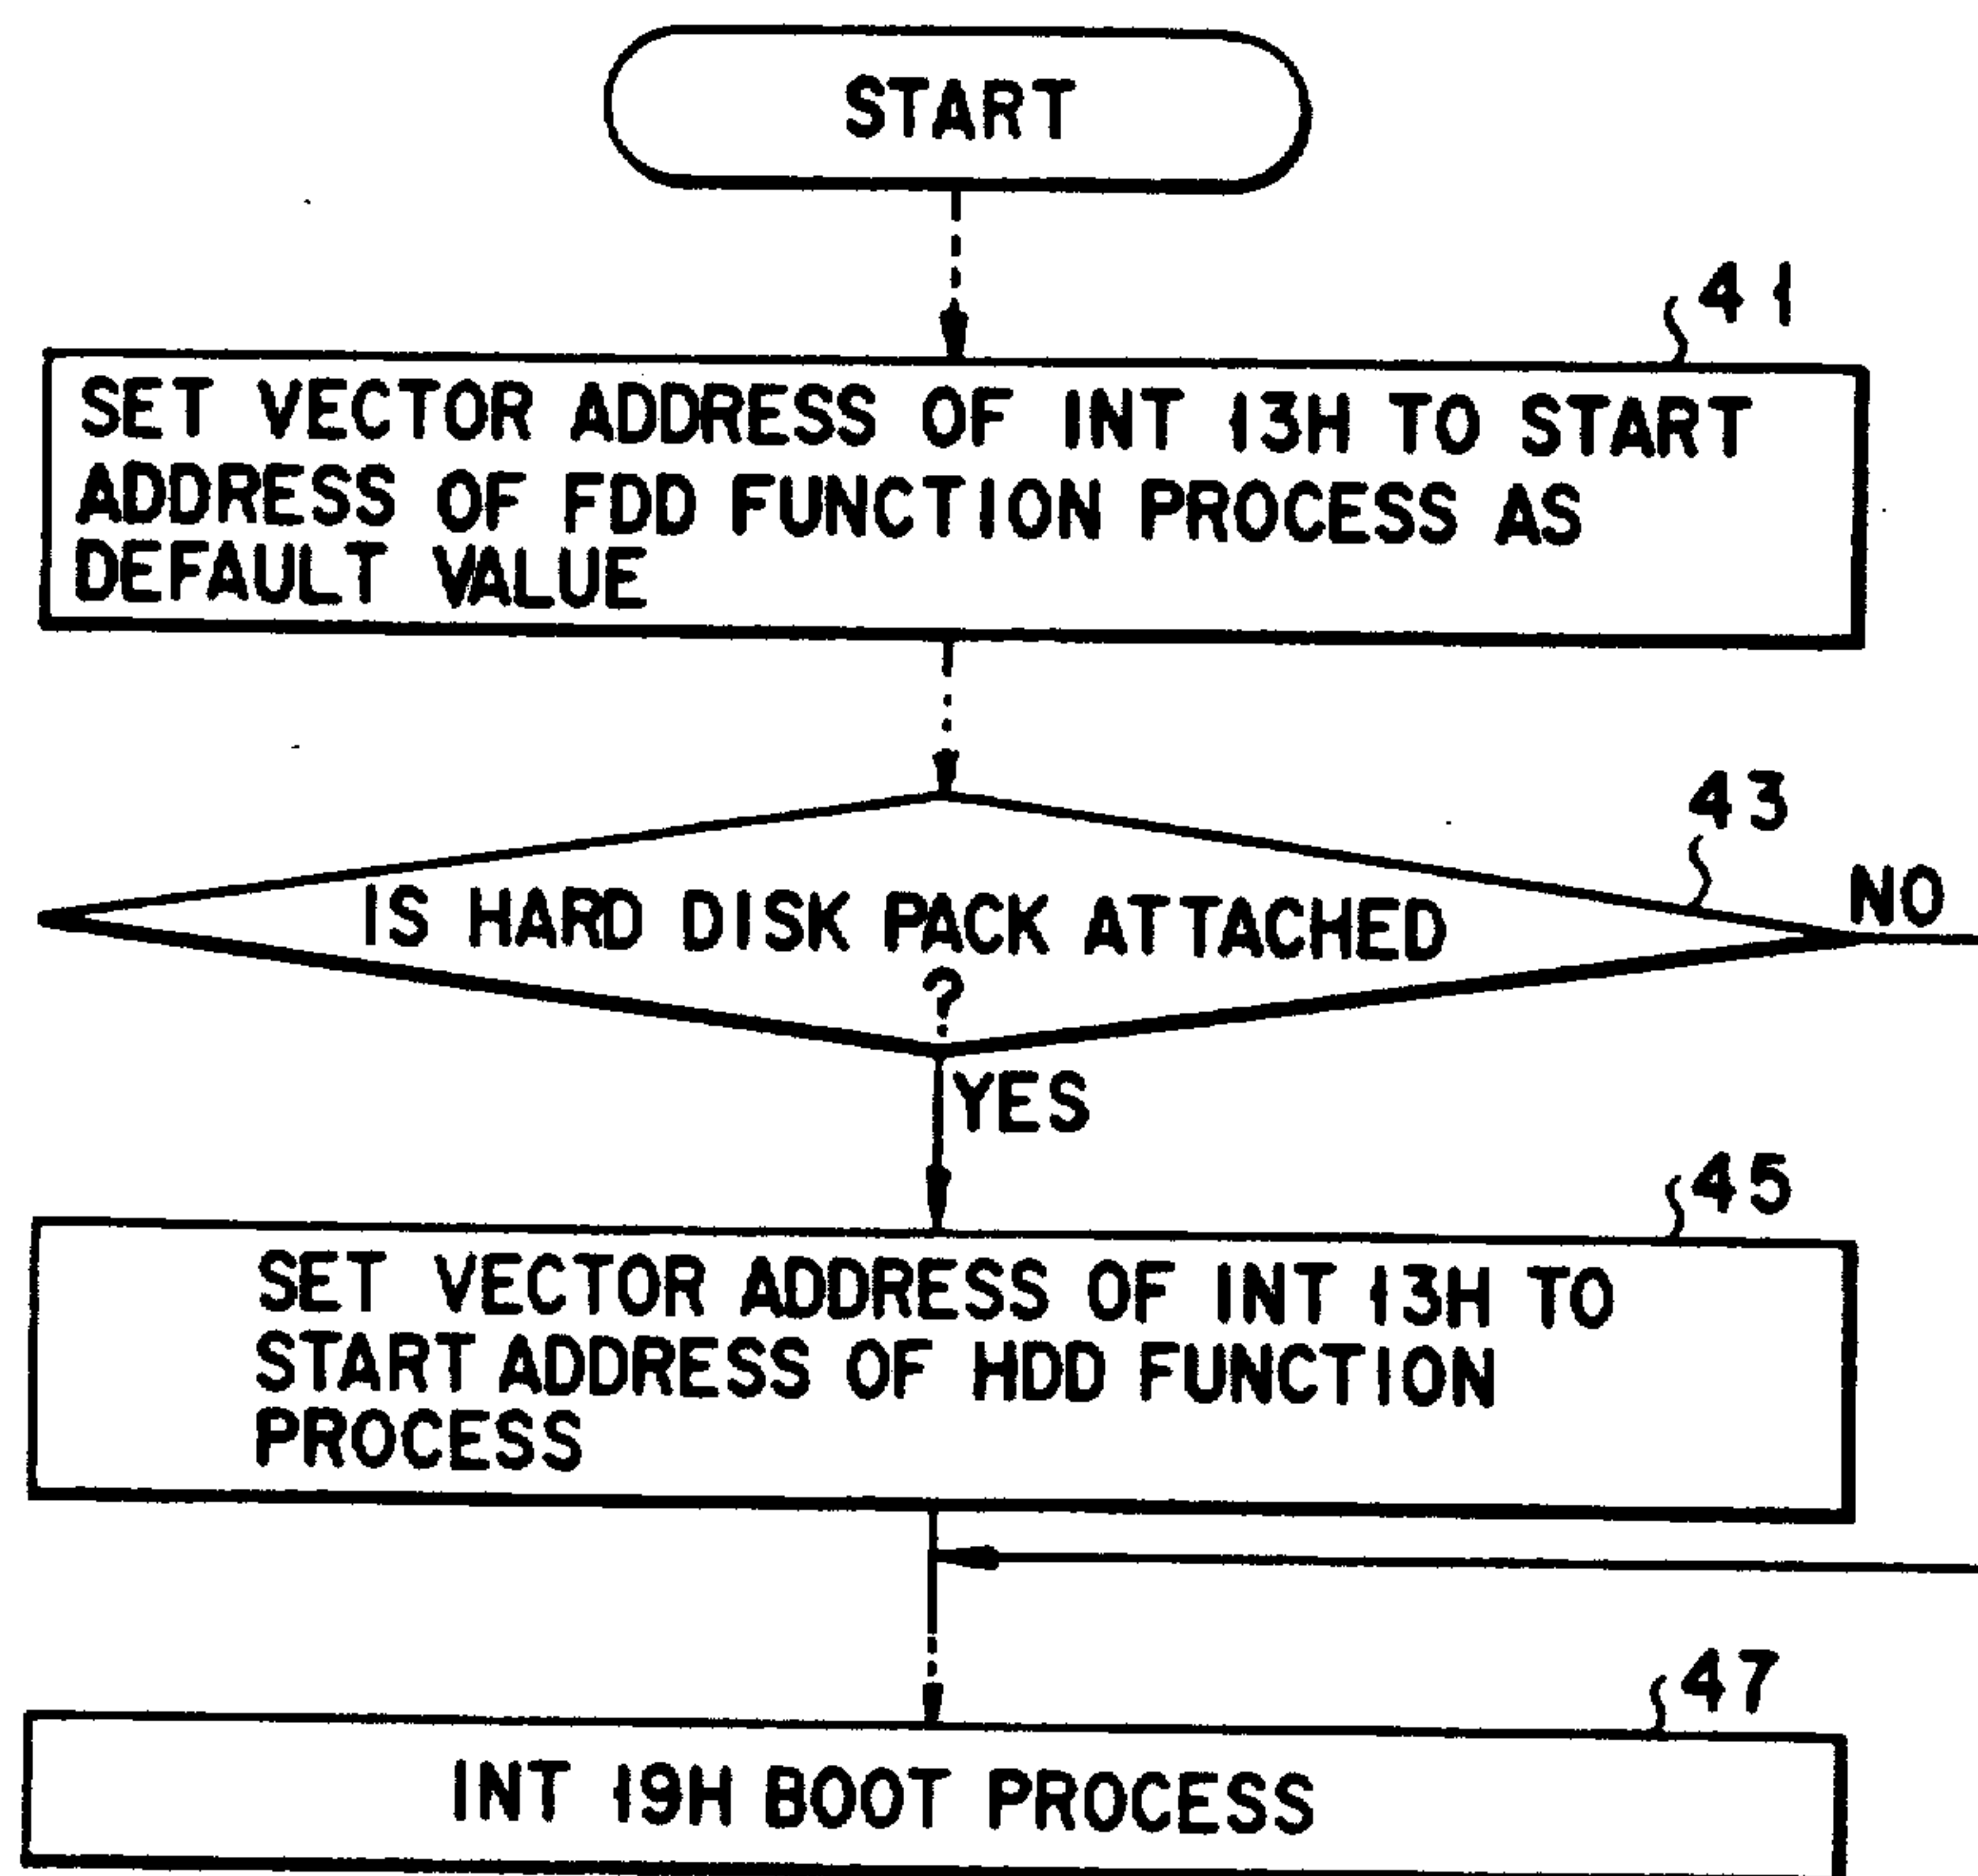 START
41
SET VECTOR ADDRESS OF INT 13H TO START
ADDRESS OF FDD FUNCTION PROCESS AS
DEFAULT VALUE
43
NO
IS HARD DISK PACK ATTACHED
?
YES
45
SET VECTOR ADDRESS OF INT 13H TO
START ADDRESS OF HDD FUNCTION
PROCESS
47
INT 19H BOOT PROCESS